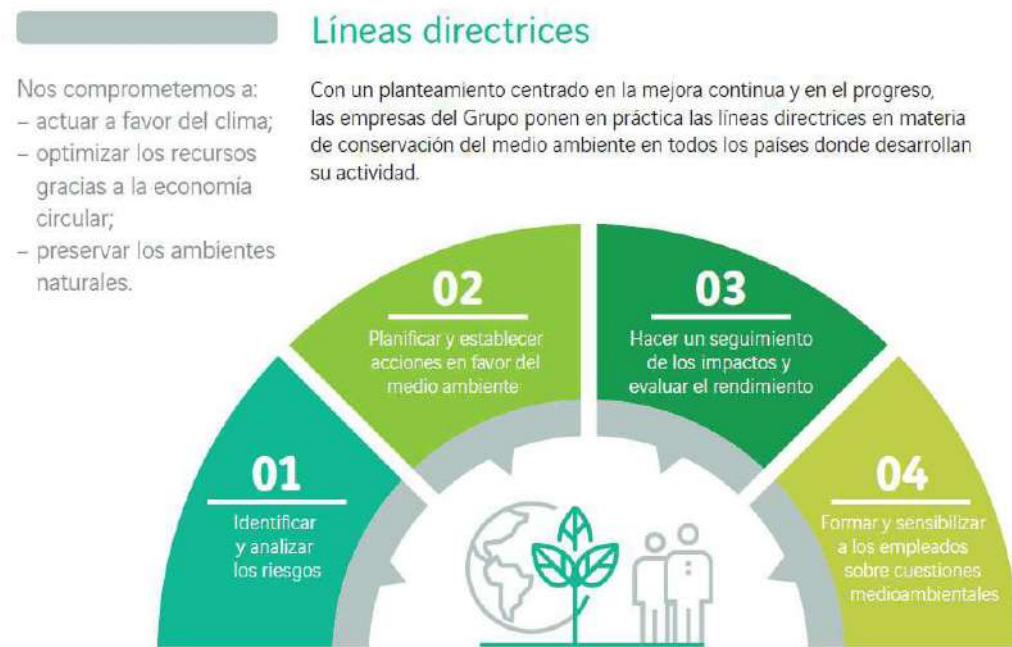 Líneas directrices
Nos comprometemos a:
– actuar a favor del clima;
– optimizar los recursos
gracias a la economía
circular;
– preservar los ambientes
naturales.
Con un planteamiento centrado en la mejora continua y en el progreso,
las empresas del Grupo ponen en práctica las líneas directrices en materia
de conservación del medio ambiente en todos los países donde desarrollan
su actividad.
01
Identificar
y analizar
los riesgos
02
Planificar y establecer
acciones en favor del
medio ambiente
03
Hacer un seguimiento
de los impactos y
evaluar el rendimiento
04
Formar y sensibilizar
a los empleados
sobre cuestiones
medioambientales